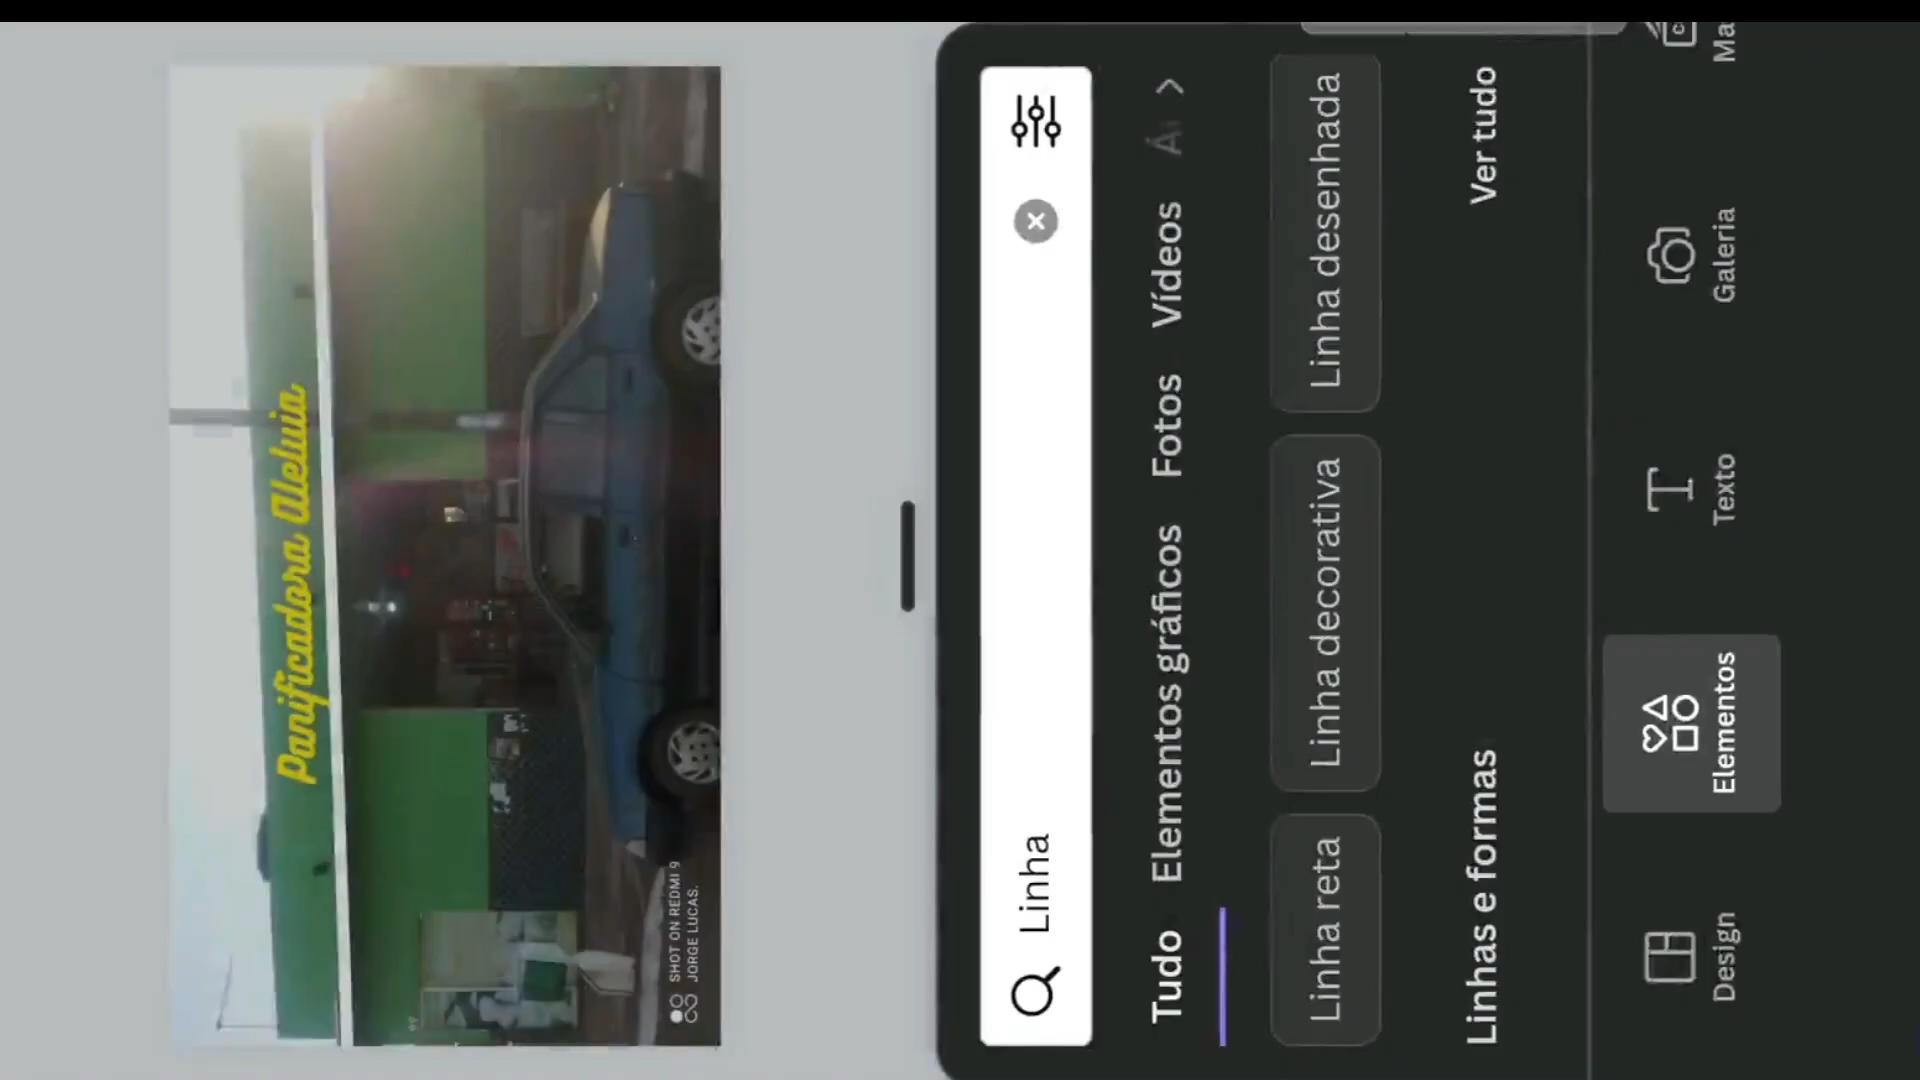 Panificadora Aleluia
SHOT ON REDMI 9
JORGE LUCAS.
Linha
Tudo Elementos gráficos Fotos Vídeos
Linha reta Linha decorativa Linha desenhada
Linhas e formas Ver tudo
Design Elementos Texto Galeria